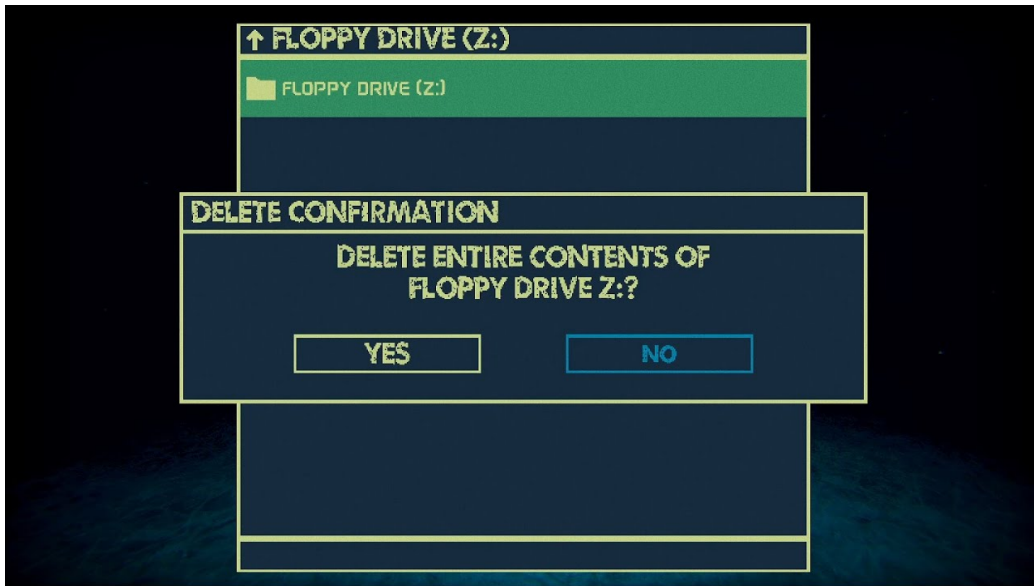 ↑ FLOPPY DRIVE (Z:)
FLOPPY DRIVE (Z:)
DELETE CONFIRMATION
DELETE ENTIRE CONTENTS OF
FLOPPY DRIVE Z:?
YES NO